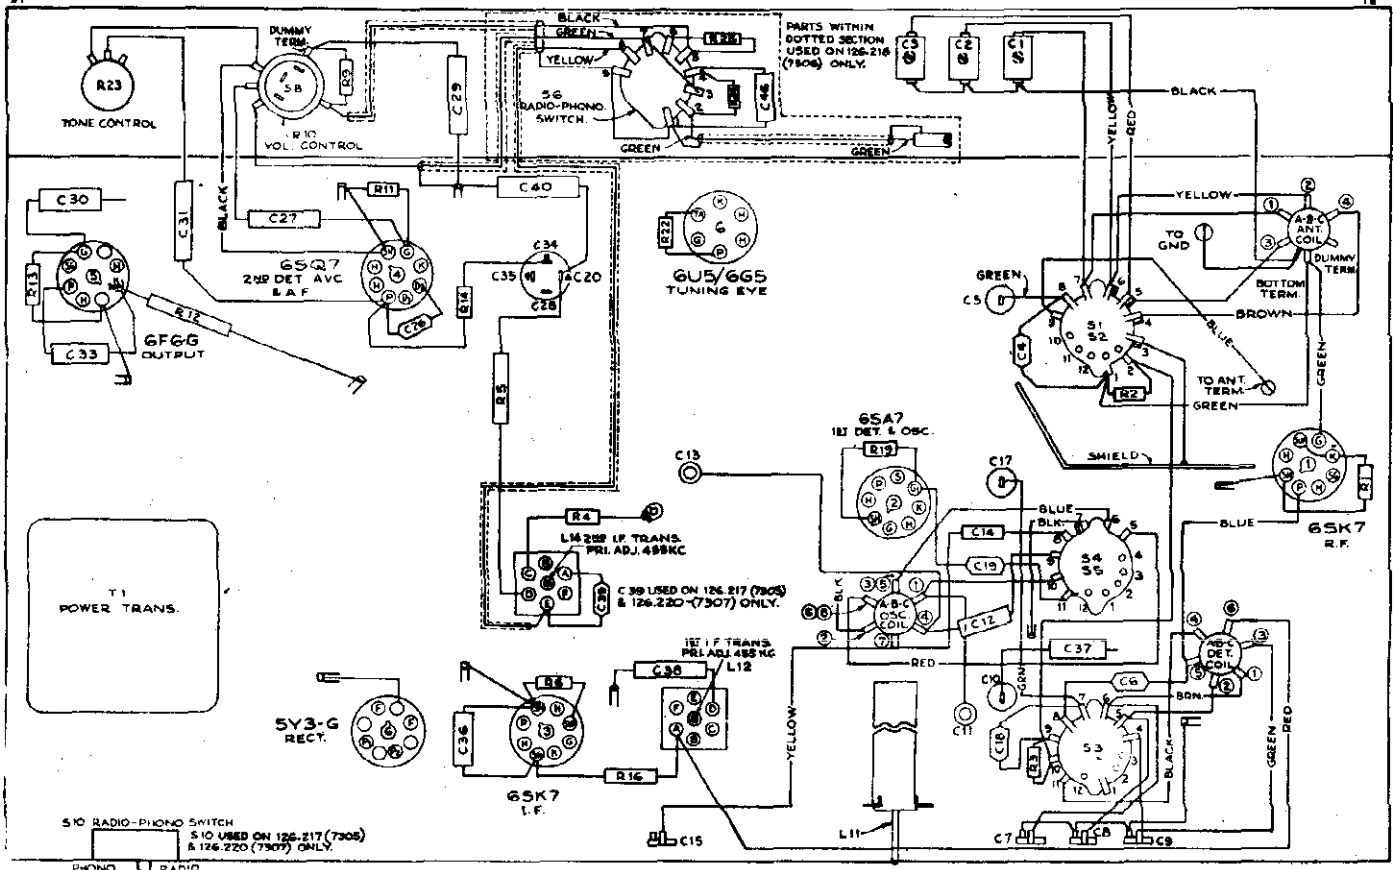 BLACK
GREEN
YELLOW
DUMMY
TERM.
R23
TONE CONTROL
S8
R9
R10
VOL. CONTROL
C29
S6
RADIO-PHONO.
SWITCH.
C46
GREEN
GREEN
PARTS WITHIN
DOTTED SECTION
USED ON 126.218
(7306) ONLY.
C3
C2
C1
BLACK
YELLOW
RED
C30
R13
C33
6F6G
OUTPUT
C31
R12
BLACK
C27
R11
6SQ7
2ND DET. AVC
& A F
C26
R14
C40
C34
C35
C20
C28
R5
R22
6U5/6G5
TUNING EYE
YELLOW
TO
GND
A-B-C
ANT.
COIL
DUMMY
TERM.
BOTTOM
TERM.
BROWN
GREEN
C5
S1
S2
C4
R2
BLUE
TO ANT.
TERM.
GREEN
GREEN
SHIELD
6SK7
R.F.
R1
BLUE
6SA7
1ST DET. & OSC.
R19
C13
C17
BLUE
BLK.
C14
C19
S4
S5
A-B-C
OSC.
COIL
BLK
C12
RED
C37
GRN
C10
C11
C6
BRN.
A-B-C
DET.
COIL
C18
R3
S3
BLACK
GREEN
RED
C7
C8
C9
L11
YELLOW
C15
R4
L14 2ND I.F. TRANS.
PRI. ADJ. 455KC
C39
C 39 USED ON 126.217 (7305)
& 126.220-(7307) ONLY.
1ST I.F. TRANS.
PRI. ADJ. 455 KC
L12
C38
R6
C36
R16
6SK7
I.F.
T1
POWER TRANS.
5Y3-G
RECT.
S10 RADIO-PHONO SWITCH
S10 USED ON 126.217 (7305)
& 126.220 (7307) ONLY.
PHONO
RADIO